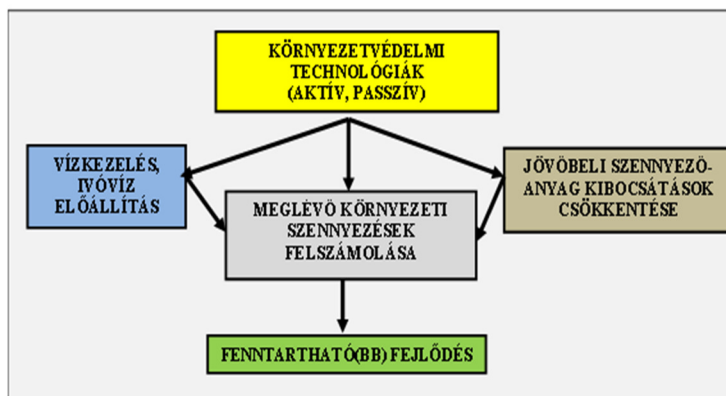 KÖRNYEZETVÉDELMI
TECHNOLÓGIÁK
(AKTÍV, PASSZÍV)
VÍZKEZELÉS,
IVÓVÍZ
ELŐÁLLÍTÁS
MEGLÉVŐ KÖRNYEZETI
SZENNYEZÉSEK
FELSZÁMOLÁSA
JÖVŐBELI SZENNYEZŐ-
ANYAG KIBOCSÁTÁSOK
CSÖKKENTÉSE
FENNTARTHATÓ(BB) FEJLŐDÉS